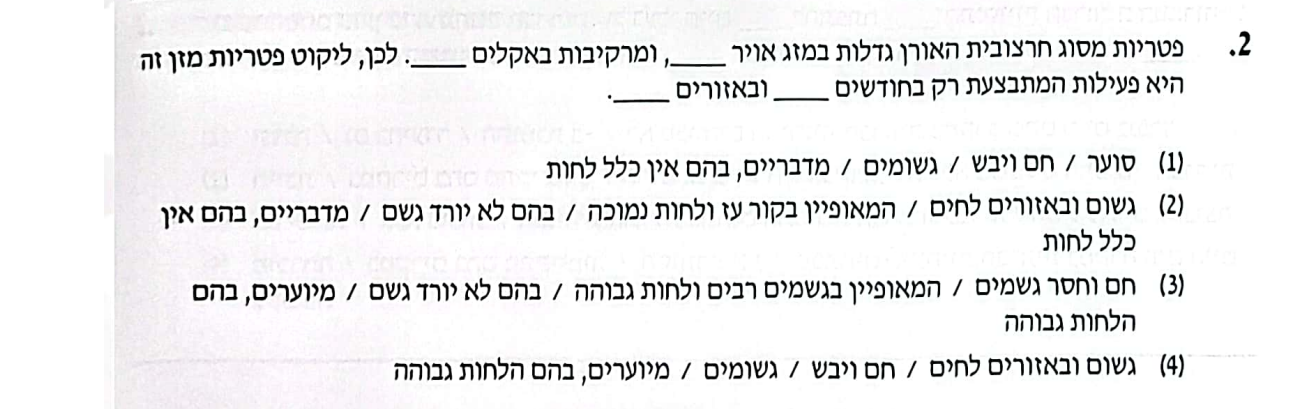 2. פטריות מסוג חרצובית האורן גדלות במזג אויר ____, ומרקיבות באקלים ____. לכן, ליקוט פטריות מזן זה
היא פעילות המתבצעת רק בחודשים ____ ובאזורים ____.
(1) סוער / חם ויבש / גשומים / מדבריים, בהם אין כלל לחות
(2) גשום ובאזורים לחים / המאופיין בקור עז ולחות נמוכה / בהם לא יורד גשם / מדבריים, בהם אין
כלל לחות
(3) חם וחסר גשמים / המאופיין בגשמים רבים ולחות גבוהה / בהם לא יורד גשם / מיוערים, בהם
הלחות גבוהה
(4) גשום ובאזורים לחים / חם ויבש / גשומים / מיוערים, בהם הלחות גבוהה